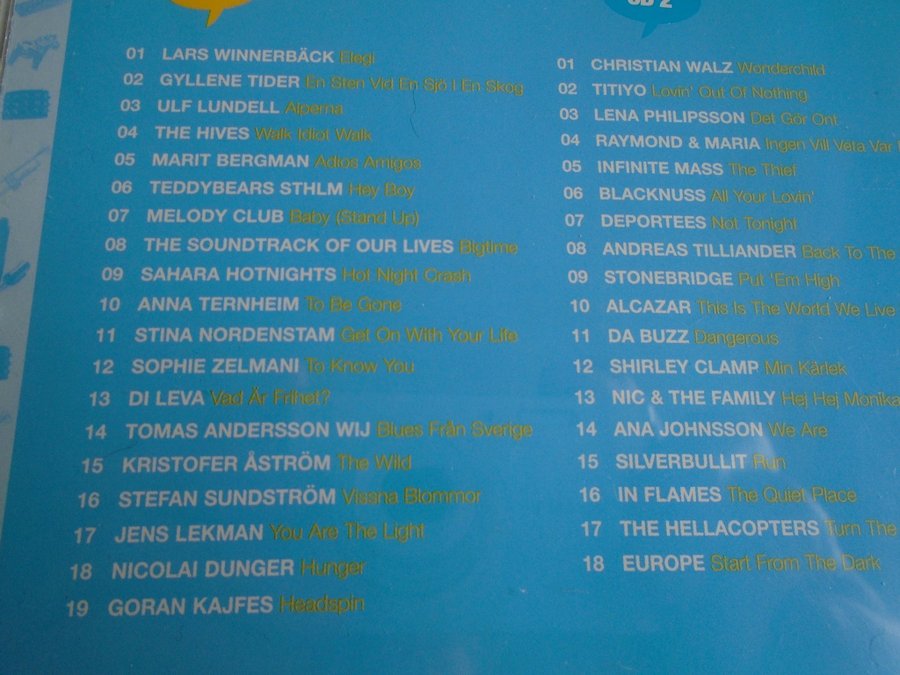 01 LARS WINNERBÄCK Elegi
02 GYLLENE TIDER En Sten Vid En Sjö I En Skog
03 ULF LUNDELL Alperna
04 THE HIVES Walk Idiot Walk
05 MARIT BERGMAN Adios Amigos
06 TEDDYBEARS STHLM Hey Boy
07 MELODY CLUB Baby (Stand Up)
08 THE SOUNDTRACK OF OUR LIVES Bigtime
09 SAHARA HOTNIGHTS Hot Night Crash
10 ANNA TERNHEIM To Be Gone
11 STINA NORDENSTAM Get On With Your Life
12 SOPHIE ZELMANI To Know You
13 DI LEVA Vad Är Frihet?
14 TOMAS ANDERSSON WIJ Blues Från Sverige
15 KRISTOFER ÅSTRÖM The Wild
16 STEFAN SUNDSTRÖM Vissna Blommor
17 JENS LEKMAN You Are The Light
18 NICOLAI DUNGER Hunger
19 GORAN KAJFES Headspin
CD 2
01 CHRISTIAN WALZ Wonderchild
02 TITIYO Lovin' Out Of Nothing
03 LENA PHILIPSSON Det Gör Ont
04 RAYMOND & MARIA Ingen Vill Veta Var
05 INFINITE MASS The Thief
06 BLACKNUSS All Your Lovin'
07 DEPORTEES Not Tonight
08 ANDREAS TILLIANDER Back To The
09 STONEBRIDGE Put 'Em High
10 ALCAZAR This Is The World We Live
11 DA BUZZ Dangerous
12 SHIRLEY CLAMP Min Kärlek
13 NIC & THE FAMILY Hej Hej Monika
14 ANA JOHNSSON We Are
15 SILVERBULLIT Run
16 IN FLAMES The Quiet Place
17 THE HELLACOPTERS Turn The
18 EUROPE Start From The Dark